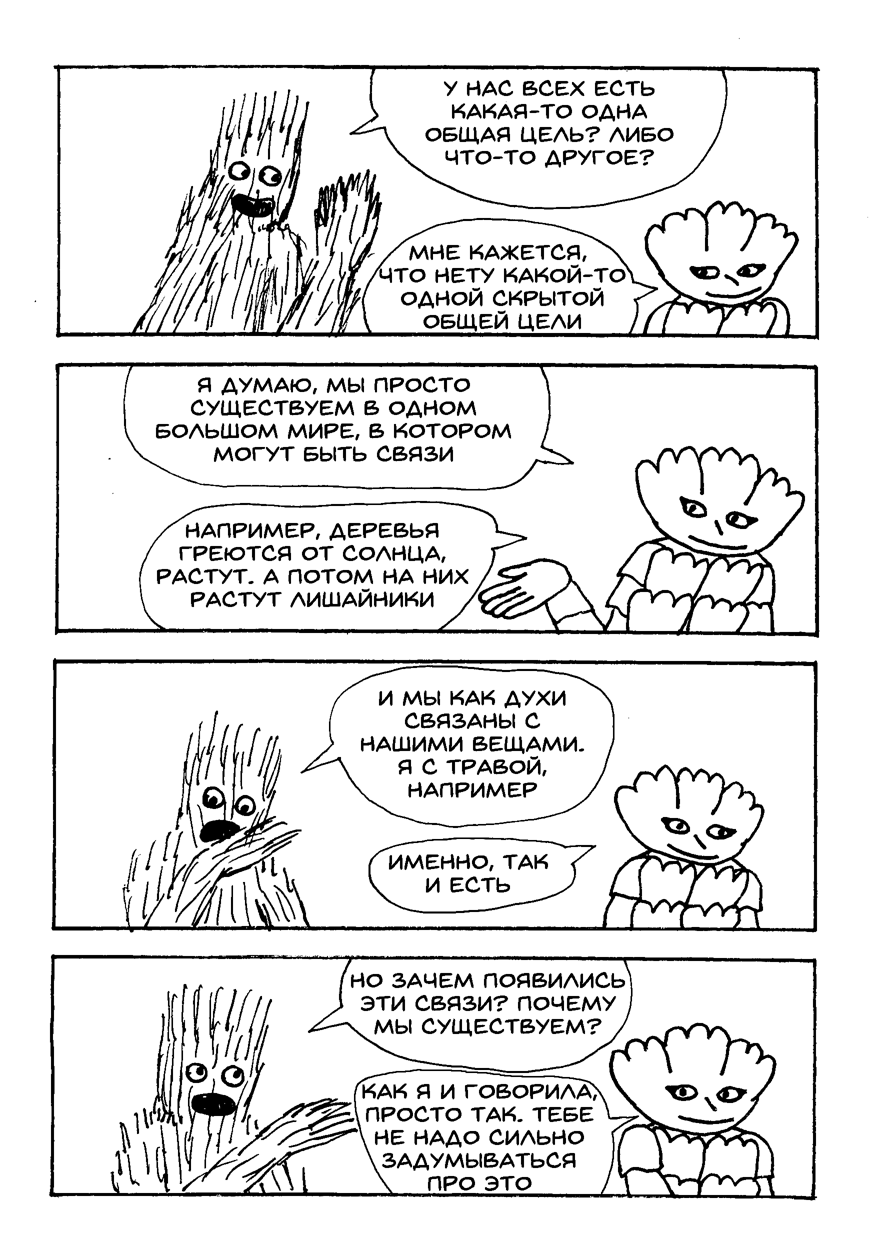 У НАС ВСЕХ ЕСТЬ
КАКАЯ-ТО ОДНА
ОБЩАЯ ЦЕЛЬ? ЛИБО
ЧТО-ТО ДРУГОЕ?
МНЕ КАЖЕТСЯ,
ЧТО НЕТУ КАКОЙ-ТО
ОДНОЙ СКРЫТОЙ
ОБЩЕЙ ЦЕЛИ
Я ДУМАЮ, МЫ ПРОСТО
СУЩЕСТВУЕМ В ОДНОМ
БОЛЬШОМ МИРЕ, В КОТОРОМ
МОГУТ БЫТЬ СВЯЗИ
НАПРИМЕР, ДЕРЕВЬЯ
ГРЕЮТСЯ ОТ СОЛНЦА,
РАСТУТ. А ПОТОМ НА НИХ
РАСТУТ ЛИШАЙНИКИ
И МЫ КАК ДУХИ
СВЯЗАНЫ С
НАШИМИ ВЕЩАМИ.
Я С ТРАВОЙ,
НАПРИМЕР
ИМЕННО, ТАК
И ЕСТЬ
НО ЗАЧЕМ ПОЯВИЛИСЬ
ЭТИ СВЯЗИ? ПОЧЕМУ
МЫ СУЩЕСТВУЕМ?
КАК Я И ГОВОРИЛА,
ПРОСТО ТАК. ТЕБЕ
НЕ НАДО СИЛЬНО
ЗАДУМЫВАТЬСЯ
ПРО ЭТО